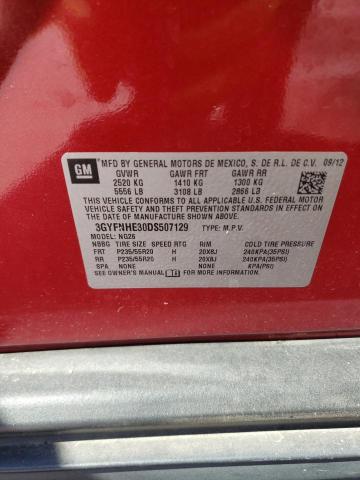 GM MFD BY GENERAL MOTORS DE MEXICO, S. DE R.L. DE C.V. 09/12
GVWR GAWR FRT GAWR RR
2520 KG 1410 KG 1300 KG
5556 LB 3108 LB 2866 LB
THIS VEHICLE CONFORMS TO ALL APPLICABLE U.S. FEDERAL MOTOR
VEHICLE SAFETY AND THEFT PREVENTION STANDARDS IN EFFECT
ON THE DATE OF MANUFACTURE SHOWN ABOVE.
3GYFNHE30DS507129 TYPE: M.P.V.
MODEL: NG26
NBBG TIRE SIZE SPEED RTG RIM COLD TIRE PRESSURE
FRT P235/55R20 H 20X8J 240KPA(35PSI)
RR P235/55R20 H 20X8J 240KPA(35PSI)
SPA NONE NONE KPA(PSI)
SEE OWNER'S MANUAL FOR MORE INFORMATION.